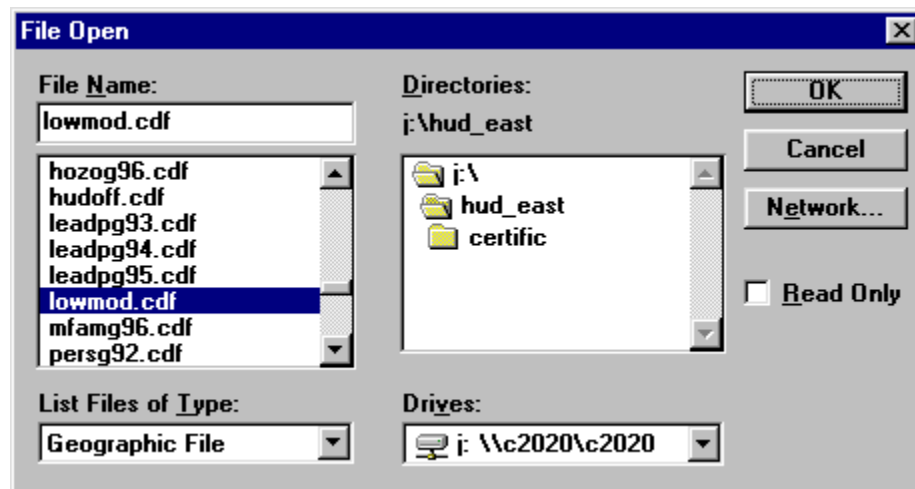 File Open
File Name:
lowmod.cdf
hozog96.cdf
hudoff.cdf
leadpg93.cdf
leadpg94.cdf
leadpg95.cdf
lowmod.cdf
mfamg96.cdf
persg92.cdf
List Files of Type:
Geographic File
Directories:
j:\hud_east
j:\
hud_east
certific
Drives:
j: \\c2020\c2020
OK
Cancel
Network...
Read Only